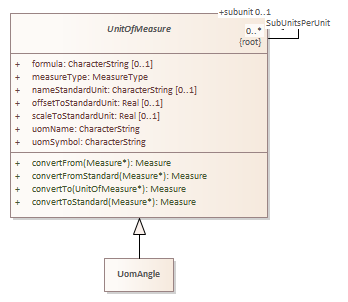 +subunit 0..1
UnitOfMeasure
SubUnitsPerUnit
0..*
{root}
+ formula: CharacterString [0..1]
+ measureType: MeasureType
+ nameStandardUnit: CharacterString [0..1]
+ offsetToStandardUnit: Real [0..1]
+ scaleToStandardUnit: Real [0..1]
+ uomName: CharacterString
+ uomSymbol: CharacterString
+ convertFrom(Measure*): Measure
+ convertFromStandard(Measure*): Measure
+ convertTo(UnitOfMeasure*): Measure
+ convertToStandard(Measure*): Measure
UomAngle